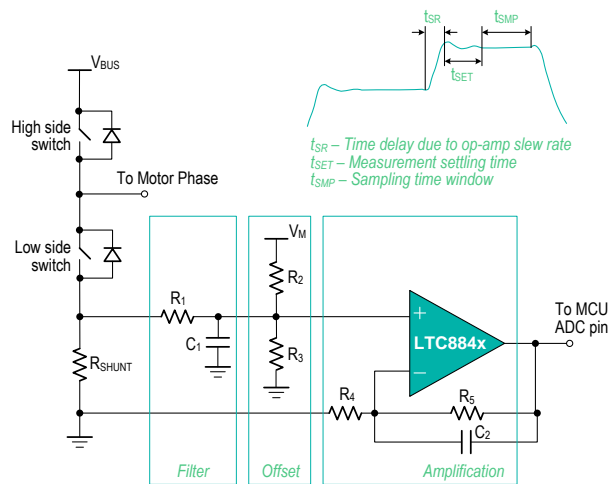 tSR
tSMP
tSET
VBUS
High side
switch
tSR – Time delay due to op-amp slew rate
tSET – Measurement settling time
tSMP – Sampling time window
To Motor Phase
Low side
switch
VM
R1
R2
C1
R3
RSHUNT
+
LTC884x
−
To MCU
ADC pin
R4
R5
C2
Filter
Offset
Amplification